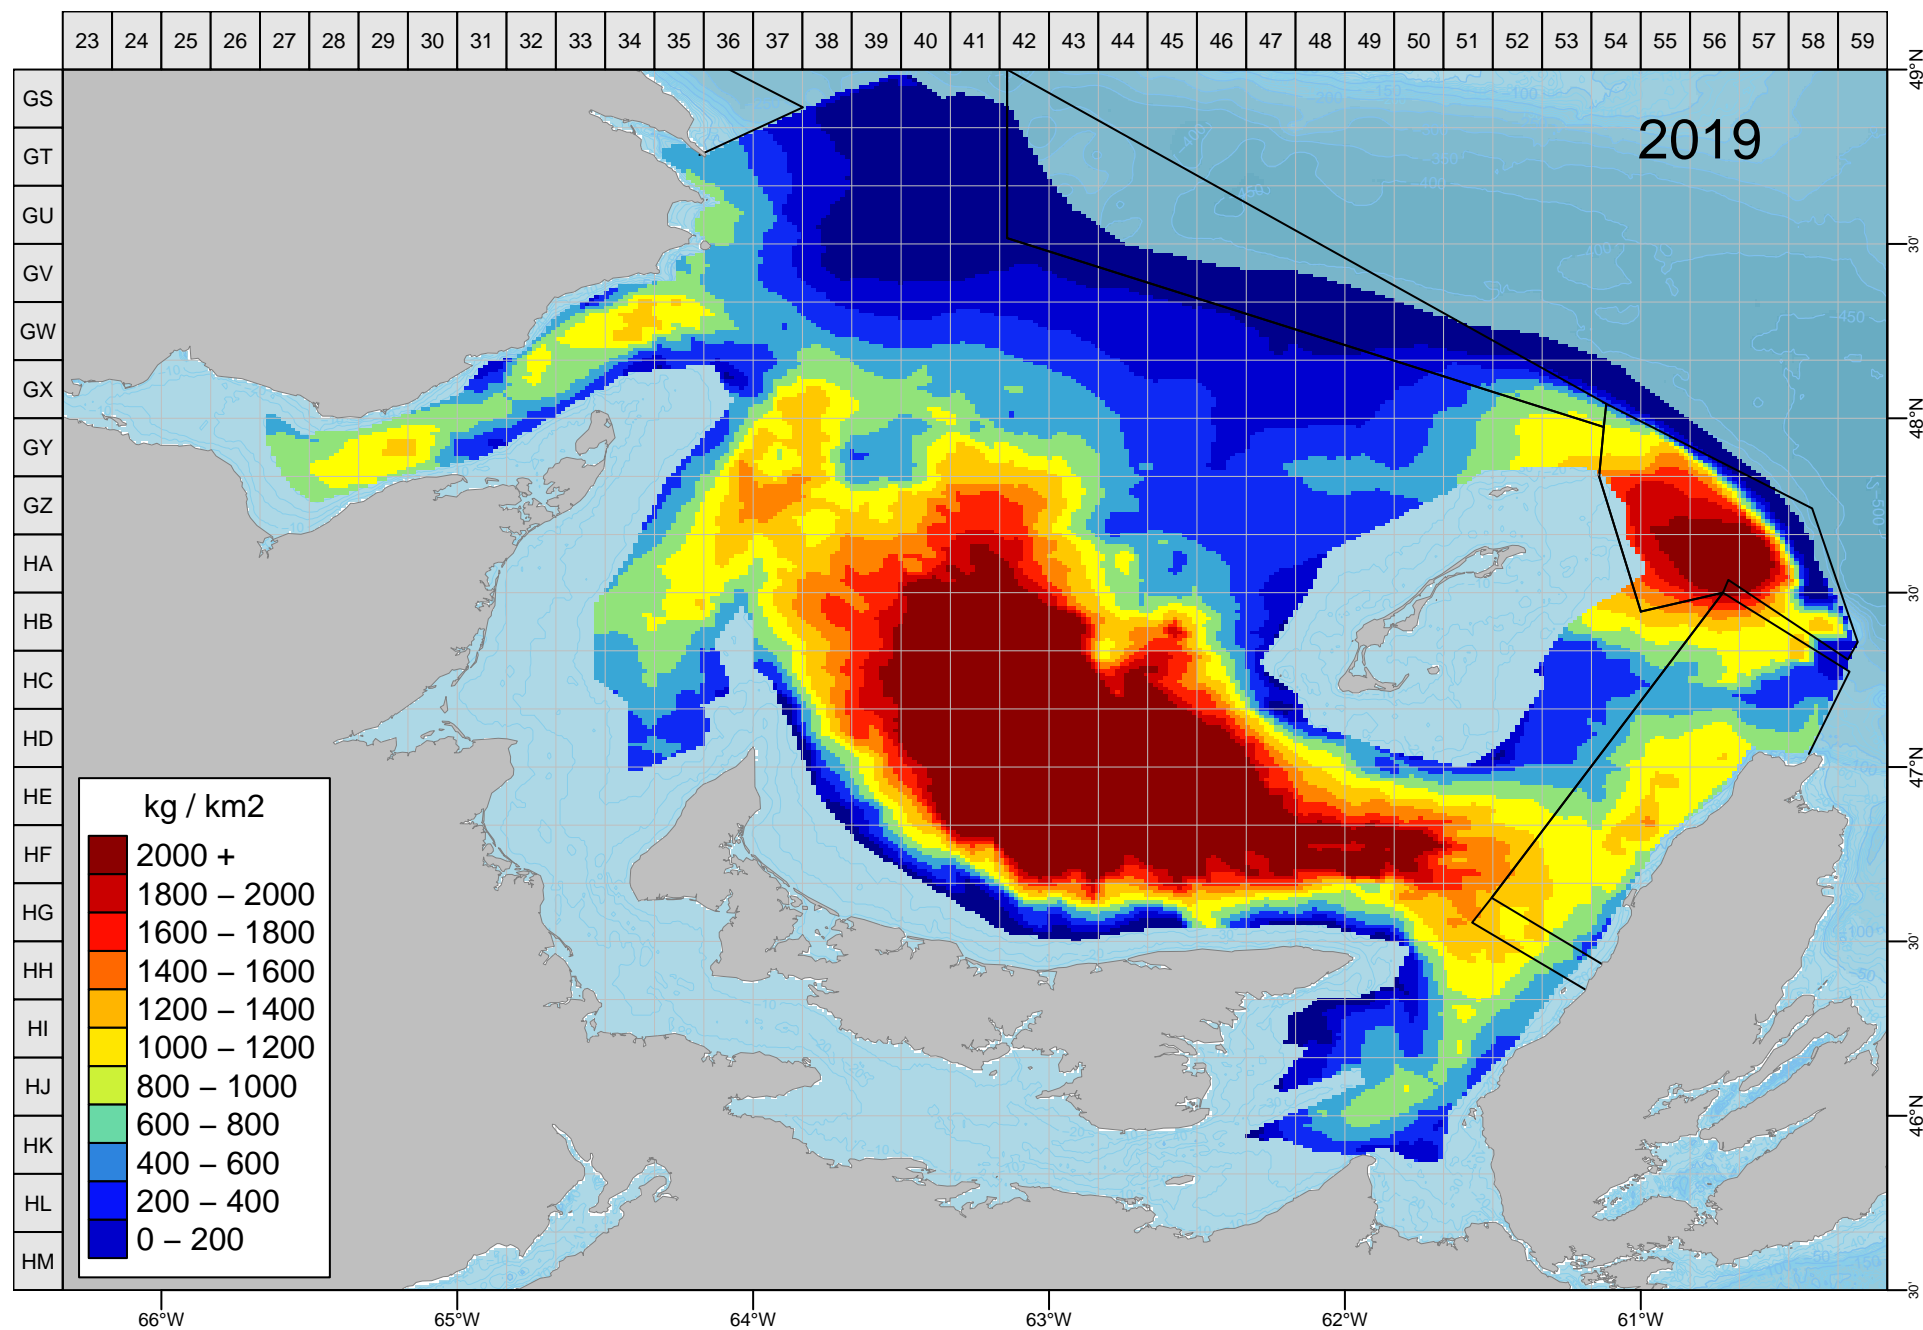 23 24 25 26 27 28 29 30 31 32 33 34 35 36 37 38 39 40 41 42 43 44 45 46 47 48 49 50 51 52 53 54 55 56 57 58 59
2019
GS
GT
GU
GV
GW
GX
GY
GZ
HA
HB
HC
HD
HE
HF
HG
HH
HI
HJ
HK
HL
HM
49°N
30'
48°N
30'
47°N
30'
46°N
30'
kg / km2
2000 +
1800 – 2000
1600 – 1800
1400 – 1600
1200 – 1400
1000 – 1200
800 – 1000
600 – 800
400 – 600
200 – 400
0 – 200
66°W 65°W 64°W 63°W 62°W 61°W